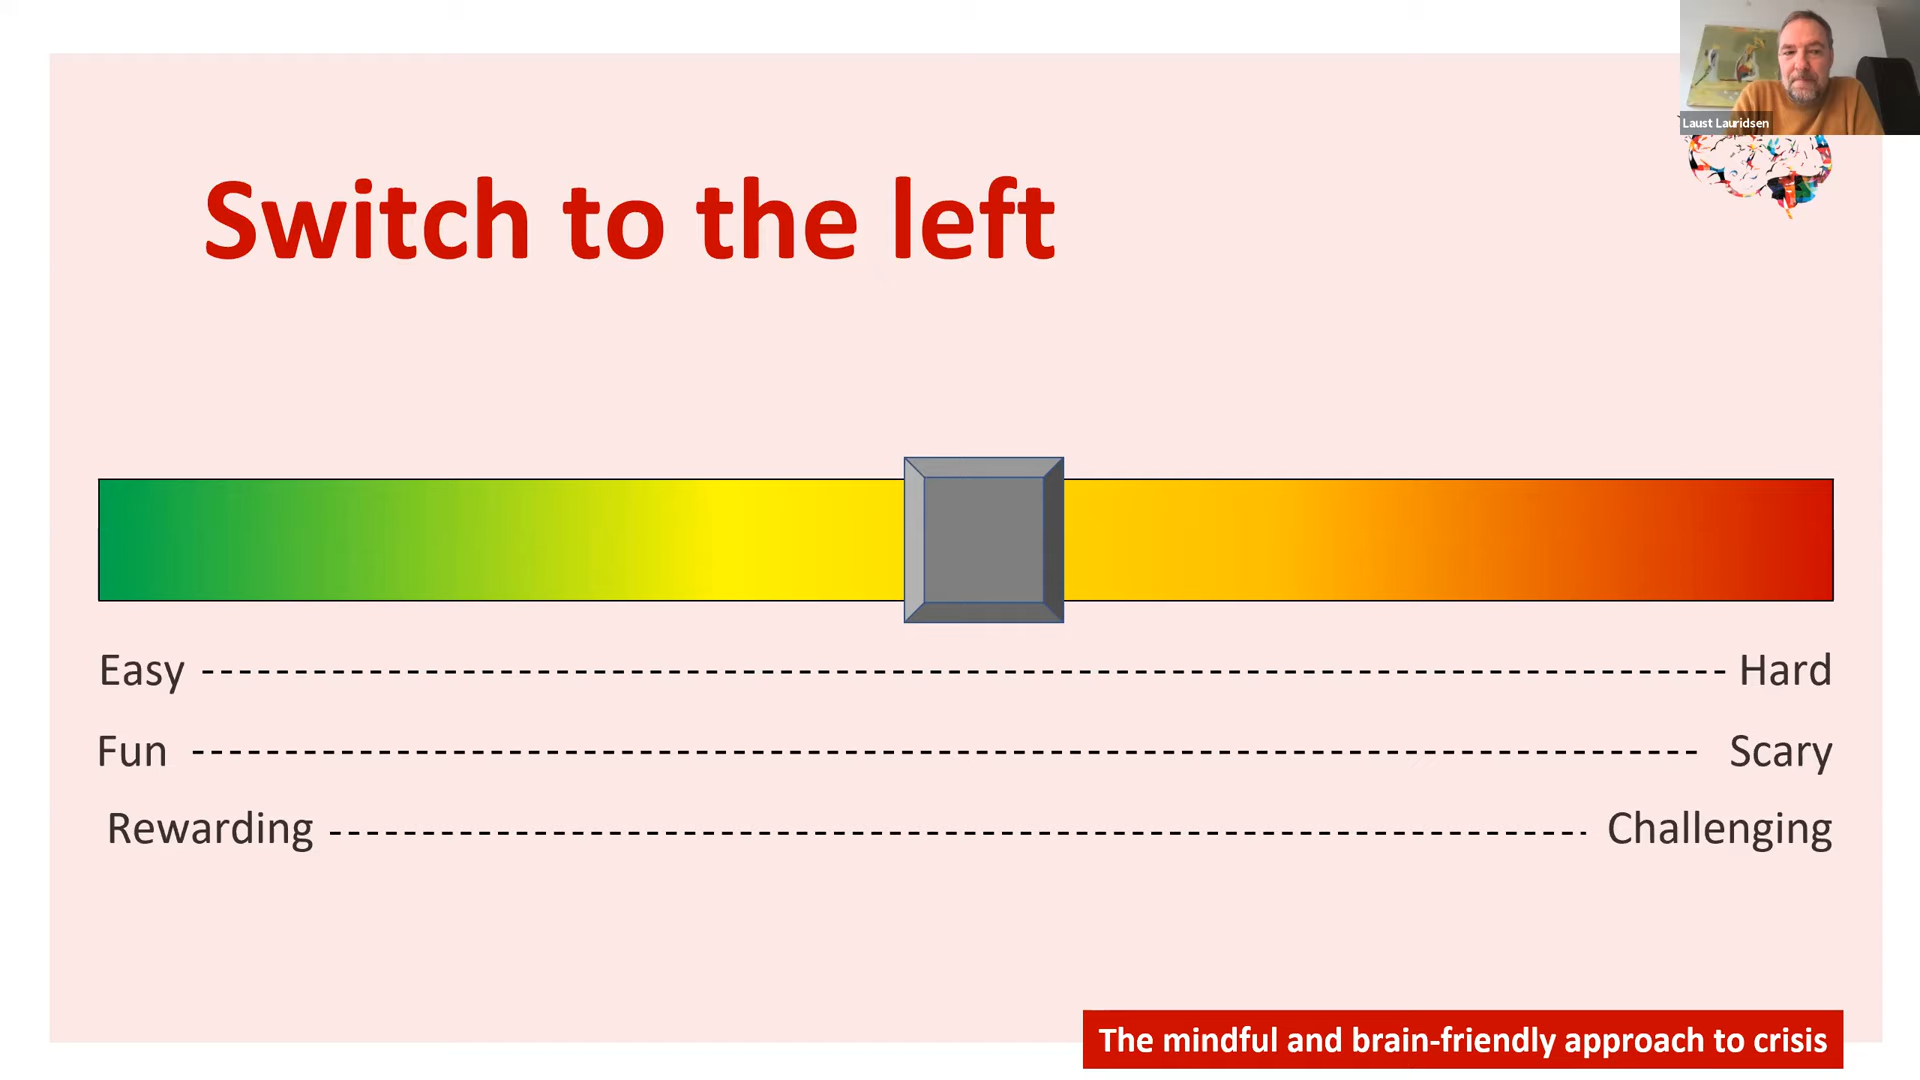 Laust Lauridsen
Switch to the left
Easy Hard
Fun Scary
Rewarding Challenging
The mindful and brain-friendly approach to crisis